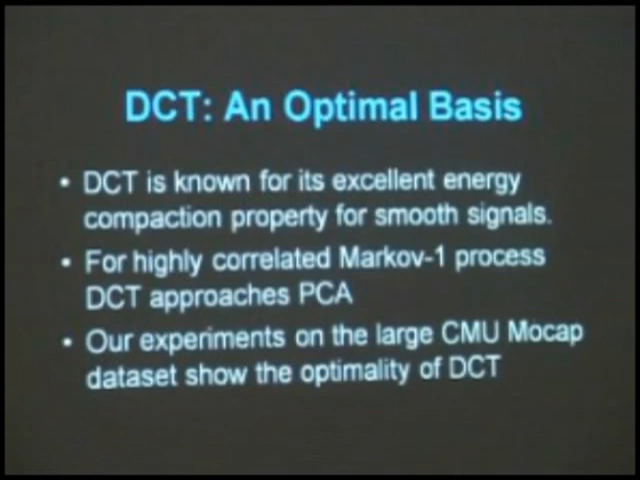 DCT: An Optimal Basis
• DCT is known for its excellent energy
compaction property for smooth signals.
• For highly correlated Markov-1 process
DCT approaches PCA
• Our experiments on the large CMU Mocap
dataset show the optimality of DCT